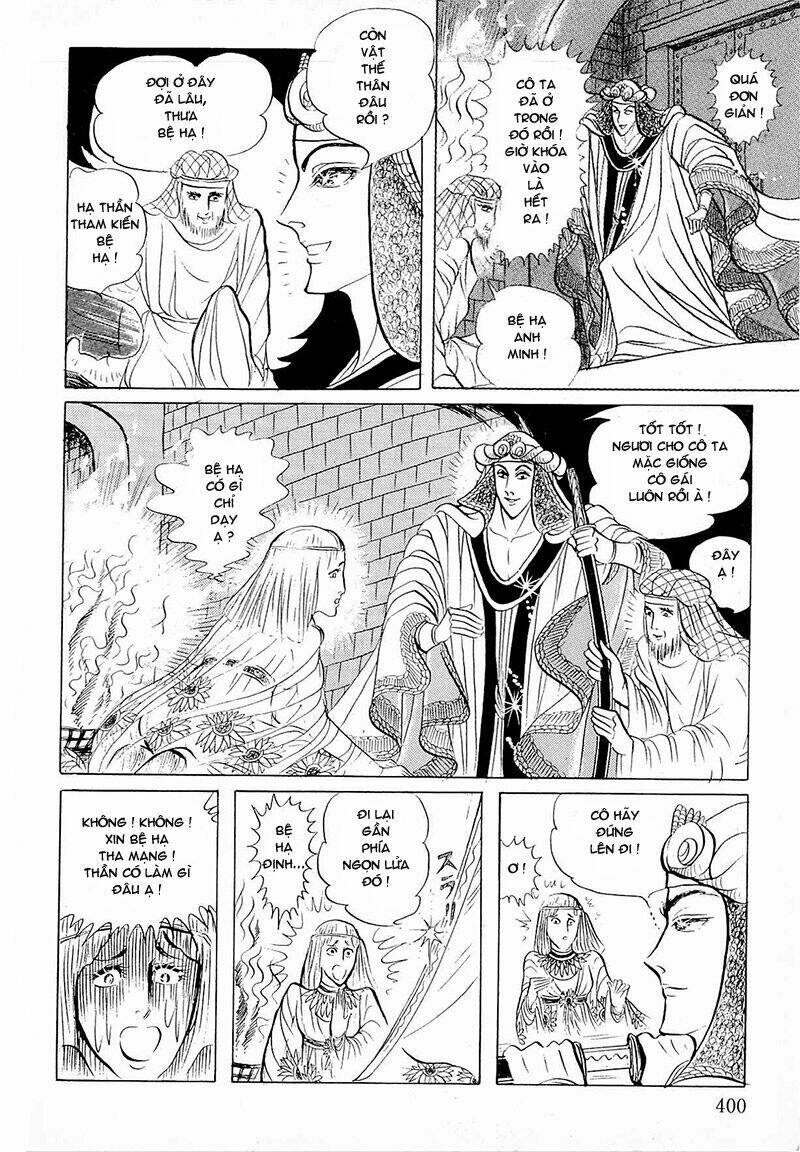 QUÁ
ĐƠN
GIẢN !
CÔ TA
ĐÃ Ở
TRONG
ĐÓ RỒI !
GIỜ KHÓA
VÀO
LÀ
HẾT
RA !
BỆ HẠ
ANH
MINH !
CÒN
VẬT
THẾ
THÂN
ĐÂU
RỒI ?
ĐỢI Ở ĐÂY
ĐÃ LÂU,
THƯA
BỆ HẠ !
HẠ THẦN
THAM KIẾN
BỆ
HẠ !
TỐT TỐT !
NGƯƠI CHO CÔ TA
MẶC GIỐNG
CÔ GÁI
LUÔN RỒI À !
ĐÂY
Ạ !
BỆ HẠ
CÓ GÌ
CHỈ
DẠY
Ạ ?
CÔ HÃY
ĐỨNG
LÊN ĐI !
Ơ !
ĐI LẠI
GẦN PHÍA
NGỌN LỬA
ĐÓ !
BỆ
HẠ
ĐỊNH...
スラリ
KHÔNG ! KHÔNG !
XIN BỆ HẠ
THA MẠNG !
THẦN CÓ LÀM GÌ
ĐÂU Ạ !
400